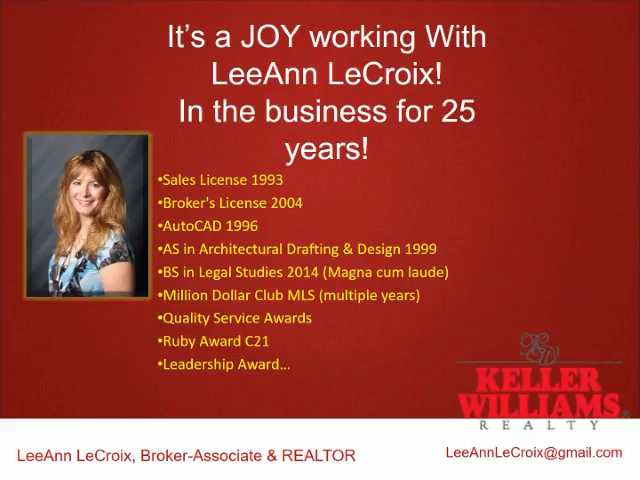 It's a JOY working With
LeeAnn LeCroix!
In the business for 25
years!
•Sales License 1993
•Broker's License 2004
•AutoCAD 1996
•AS in Architectural Drafting & Design 1999
•BS in Legal Studies 2014 (Magna cum laude)
•Million Dollar Club MLS (multiple years)
•Quality Service Awards
•Ruby Award C21
•Leadership Award…
KW
KELLER
WILLIAMS®
REALTY
LeeAnn LeCroix, Broker-Associate & REALTOR
LeeAnnLeCroix@gmail.com